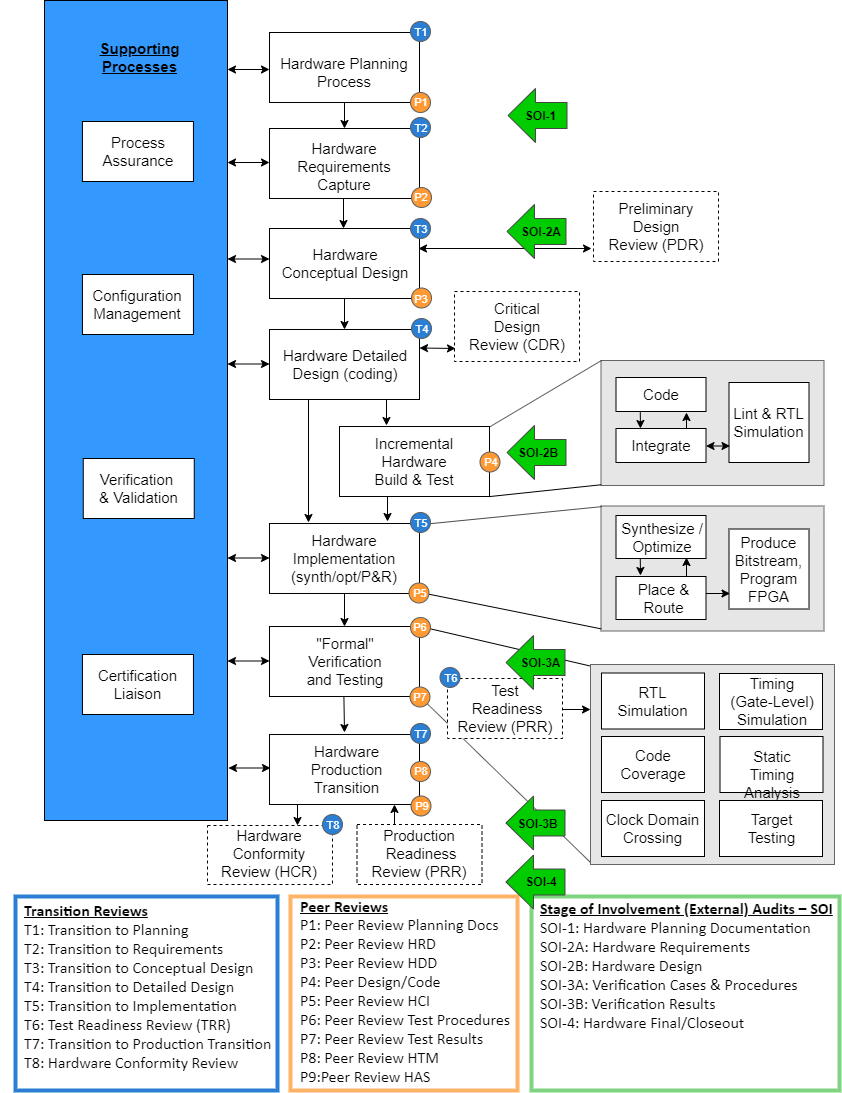 Supporting
Processes
Process
Assurance
Configuration
Management
Verification
& Validation
Certification
Liaison
T1
Hardware Planning
Process
P1
SOI-1
T2
Hardware
Requirements
Capture
P2
T3
Hardware
Conceptual Design
P3
SOI-2A
Preliminary
Design
Review (PDR)
T4
Hardware Detailed
Design (coding)
Critical
Design
Review (CDR)
Incremental
Hardware
Build & Test
P4
SOI-2B
Code
Integrate
Lint & RTL
Simulation
T5
Hardware
Implementation
(synth/opt/P&R)
P5
Synthesize /
Optimize
Place &
Route
Produce
Bitstream,
Program
FPGA
P6
"Formal"
Verification
and Testing
P7
SOI-3A
T6
Test
Readiness
Review (PRR)
RTL
Simulation
Timing
(Gate-Level)
Simulation
Code
Coverage
Static
Timing
Analysis
Clock Domain
Crossing
Target
Testing
T7
Hardware
Production
Transition
P8
P9
T8
Hardware
Conformity
Review (HCR)
Production
Readiness
Review (PRR)
SOI-3B
SOI-4
Transition Reviews
T1: Transition to Planning
T2: Transition to Requirements
T3: Transition to Conceptual Design
T4: Transition to Detailed Design
T5: Transition to Implementation
T6: Test Readiness Review (TRR)
T7: Transition to Production Transition
T8: Hardware Conformity Review
Peer Reviews
P1: Peer Review Planning Docs
P2: Peer Review HRD
P3: Peer Review HDD
P4: Peer Design/Code
P5: Peer Review HCI
P6: Peer Review Test Procedures
P7: Peer Review Test Results
P8: Peer Review HTM
P9:Peer Review HAS
Stage of Involvement (External) Audits – SOI
SOI-1: Hardware Planning Documentation
SOI-2A: Hardware Requirements
SOI-2B: Hardware Design
SOI-3A: Verification Cases & Procedures
SOI-3B: Verification Results
SOI-4: Hardware Final/Closeout